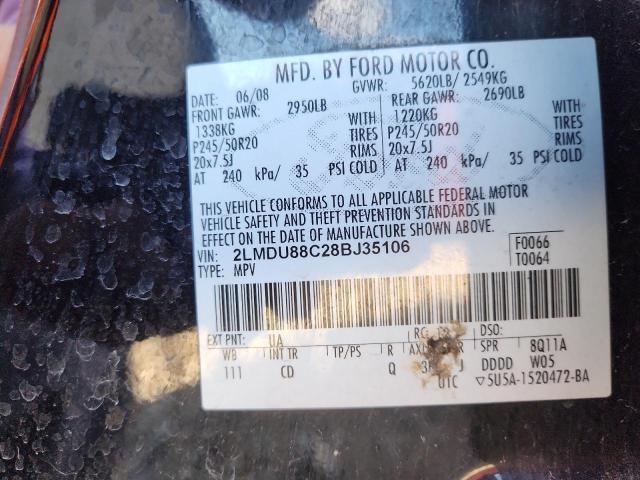 MFD. BY FORD MOTOR CO.
DATE: 06/08 GVWR: 5620LB/ 2549KG
FRONT GAWR: 2950LB REAR GAWR: 2690LB
1338KG WITH 1220KG WITH
P245/50R20 TIRES P245/50R20 TIRES
20x7.5J RIMS 20x7.5J RIMS
AT 240 kPa/ 35 PSI COLD AT 240 kPa/ 35 PSI COLD
THIS VEHICLE CONFORMS TO ALL APPLICABLE FEDERAL MOTOR
VEHICLE SAFETY AND THEFT PREVENTION STANDARDS IN
EFFECT ON THE DATE OF MANUFACTURE SHOWN ABOVE.
VIN: 2LMDU88C28BJ35106 F0066
TYPE: MPV T0064
EXT PNT: UA RC: DSO:
WB INT TR TP/PS R AX SPR 8Q11A
111 CD Q J DDDD W05
UTC ▽5U5A-1520472-BA